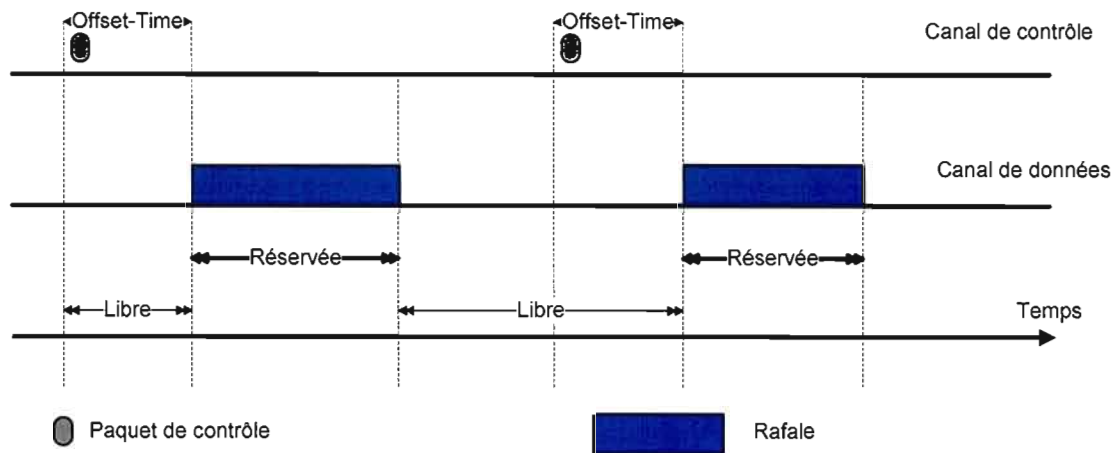 Offset-Time
Offset-Time
Canal de contrôle
Canal de données
Réservée
Réservée
Libre
Libre
Temps
Paquet de contrôle
Rafale